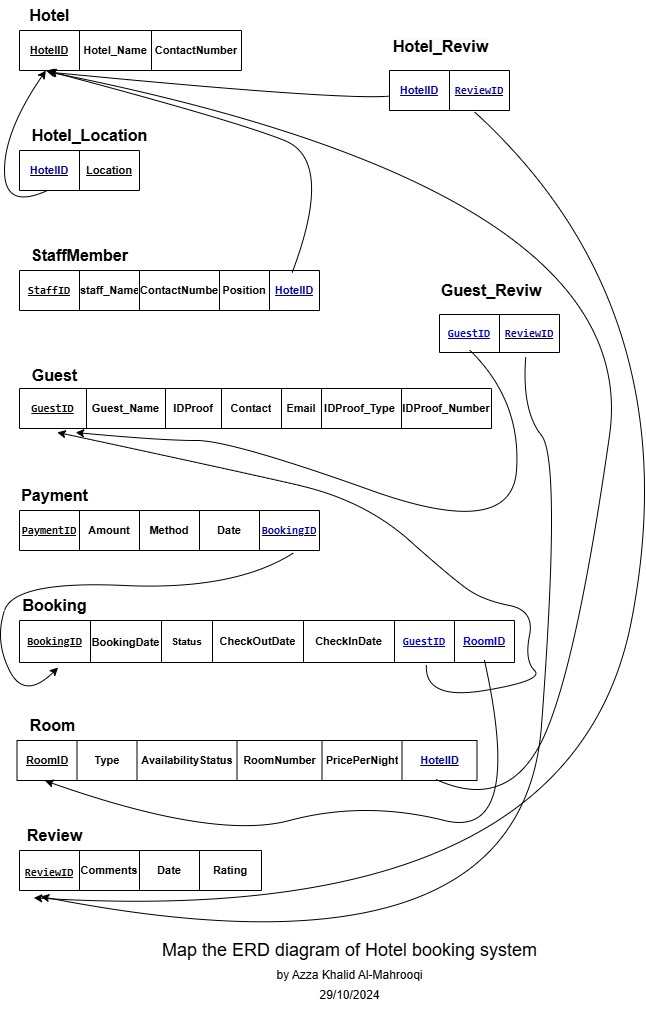 Hotel
HotelID Hotel_Name ContactNumber
Hotel_Reviw
HotelID ReviewID
Hotel_Location
HotelID Location
StaffMember
StaffID staff_Name ContactNumbe Position HotelID
Guest_Reviw
GuestID ReviewID
Guest
GuestID Guest_Name IDProof Contact Email IDProof_Type IDProof_Number
Payment
PaymentID Amount Method Date BookingID
Booking
BookingID BookingDate Status CheckOutDate CheckInDate GuestID RoomID
Room
RoomID Type AvailabilityStatus RoomNumber PricePerNight HotelID
Review
ReviewID Comments Date Rating
Map the ERD diagram of Hotel booking system
by Azza Khalid Al-Mahrooqi
29/10/2024